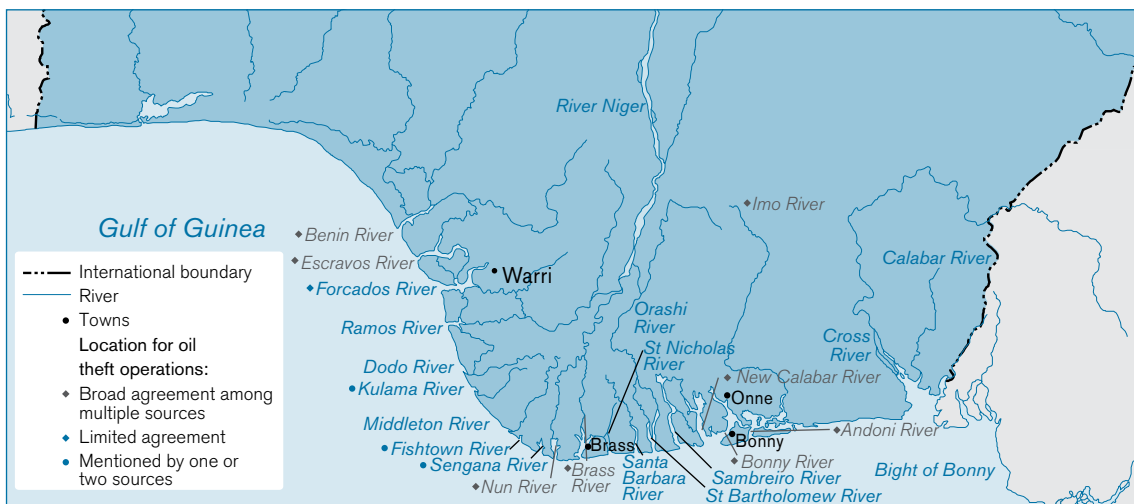 River Niger
Imo River
Gulf of Guinea
Benin River
Calabar River
Escravos River
Warri
International boundary
Forcados River
River
Towns
Location for oil
theft operations:
Broad agreement among
multiple sources
Limited agreement
Mentioned by one or
two sources
Ramos River
Orashi
River
St Nicholas
River
Cross
River
Dodo River
Kulama River
New Calabar River
Onne
Middleton River
Andoni River
Fishtown River
Brass
Bonny
Sengana River
Nun River
Brass
River
Santa
Barbara
River
Bonny River
Sambreiro River
St Bartholomew River
Bight of Bonny